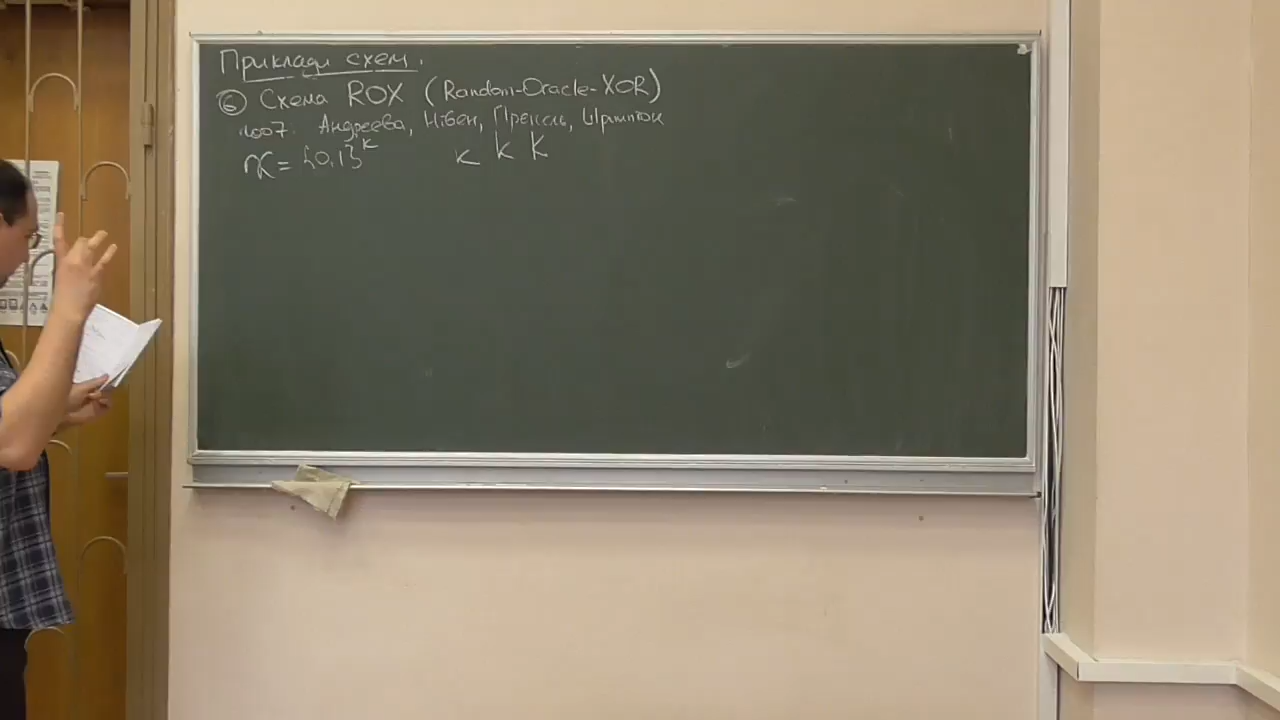 Приклади схем.
⑥ Схема ROX (Random-Oracle-XOR)
2007. Андреєва, Нівен, Пренель, Шримптон
𝒦 = {0,1}ᵏ к k K